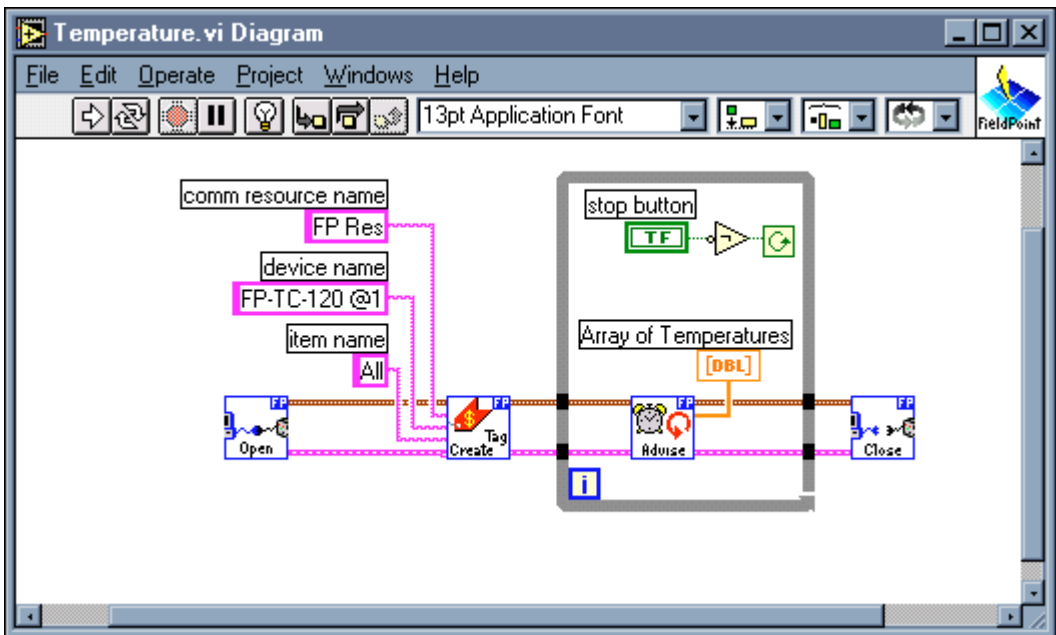 Temperature.vi Diagram
File Edit Operate Project Windows Help
13pt Application Font
FieldPoint
comm resource name
FP Res
stop button
TF
device name
FP-TC-120 @1
item name
All
Array of Temperatures
[DBL]
FP
Open
FP
Tag
Create
FP
Advise
FP
Close
i